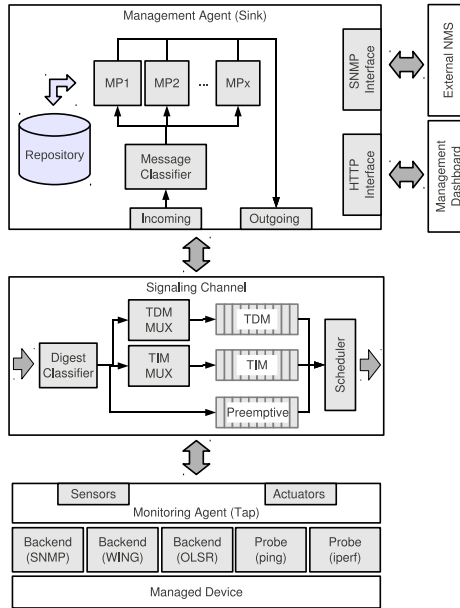 Management Agent (Sink)
MP1
MP2
...
MPx
Repository
Message
Classifier
Incoming
Outgoing
SNMP
Interface
HTTP
Interface
External NMS
Management
Dashboard
Signaling Channel
Digest
Classifier
TDM
MUX
TIM
MUX
TDM
TIM
Preemptive
Scheduler
Sensors
Actuators
Monitoring Agent (Tap)
Backend
(SNMP)
Backend
(WING)
Backend
(OLSR)
Probe
(ping)
Probe
(iperf)
Managed Device